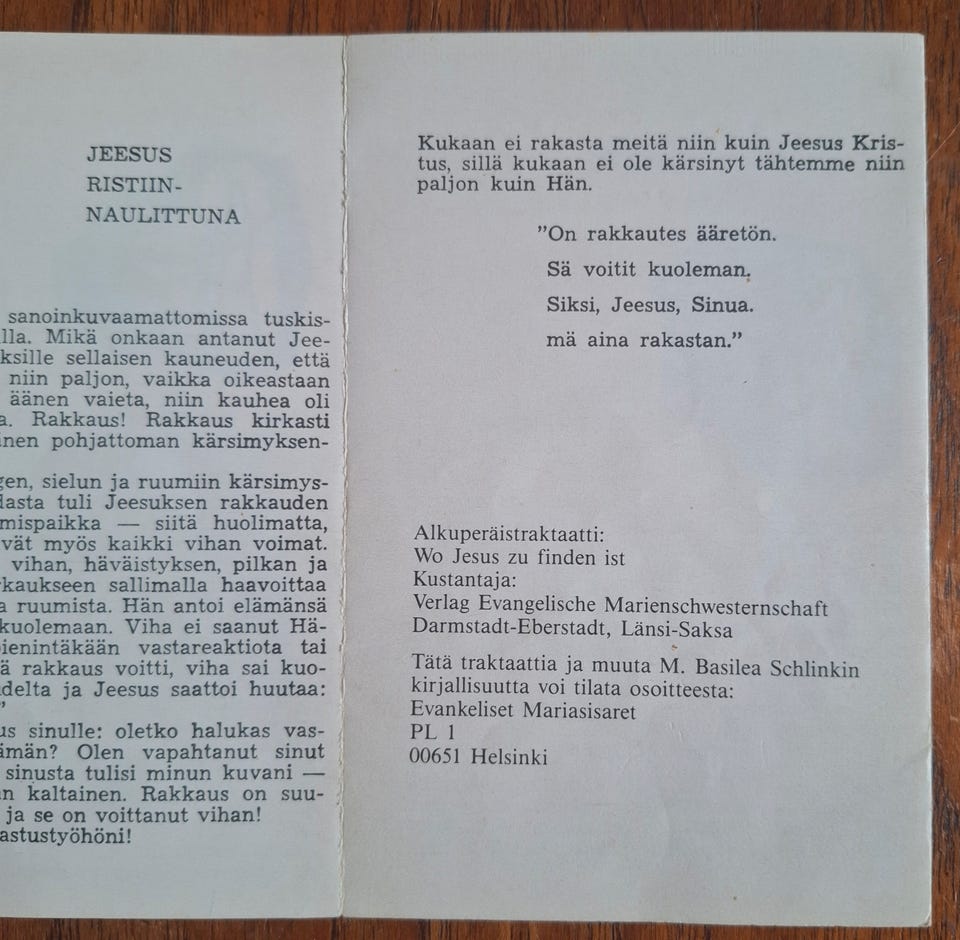 JEESUS
RISTIIN-
NAULITTUNA
sanoinkuvaamattomissa tuskis-
lla. Mikä onkaan antanut Jee-
ksille sellaisen kauneuden, että
niin paljon, vaikka oikeastaan
äänen vaieta, niin kauhea oli
a. Rakkaus! Rakkaus kirkasti
inen pohjattoman kärsimyksen-
gen, sielun ja ruumiin kärsimys-
dasta tuli Jeesuksen rakkauden
mispaikka — siitä huolimatta,
vät myös kaikki vihan voimat.
vihan, häväistyksen, pilkan ja
rkaukseen sallimalla haavoittaa
a ruumista. Hän antoi elämänsä
kuolemaan. Viha ei saanut Hä-
pienintäkään vastareaktiota tai
ä rakkaus voitti, viha sai kuo-
delta ja Jeesus saattoi huutaa:
”
us sinulle: oletko halukas vas-
ämän? Olen vapahtanut sinut
sinusta tulisi minun kuvani —
n kaltainen. Rakkaus on suu-
ja se on voittanut vihan!
astustyöhöni!
Kukaan ei rakasta meitä niin kuin Jeesus Kris-
tus, sillä kukaan ei ole kärsinyt tähtemme niin
paljon kuin Hän.
”On rakkautes ääretön.
Sä voitit kuoleman.
Siksi, Jeesus, Sinua.
mä aina rakastan.”
Alkuperäistraktaatti:
Wo Jesus zu finden ist
Kustantaja:
Verlag Evangelische Marienschwesternschaft
Darmstadt-Eberstadt, Länsi-Saksa
Tätä traktaattia ja muuta M. Basilea Schlinkin
kirjallisuutta voi tilata osoitteesta:
Evankeliset Mariasisaret
PL 1
00651 Helsinki